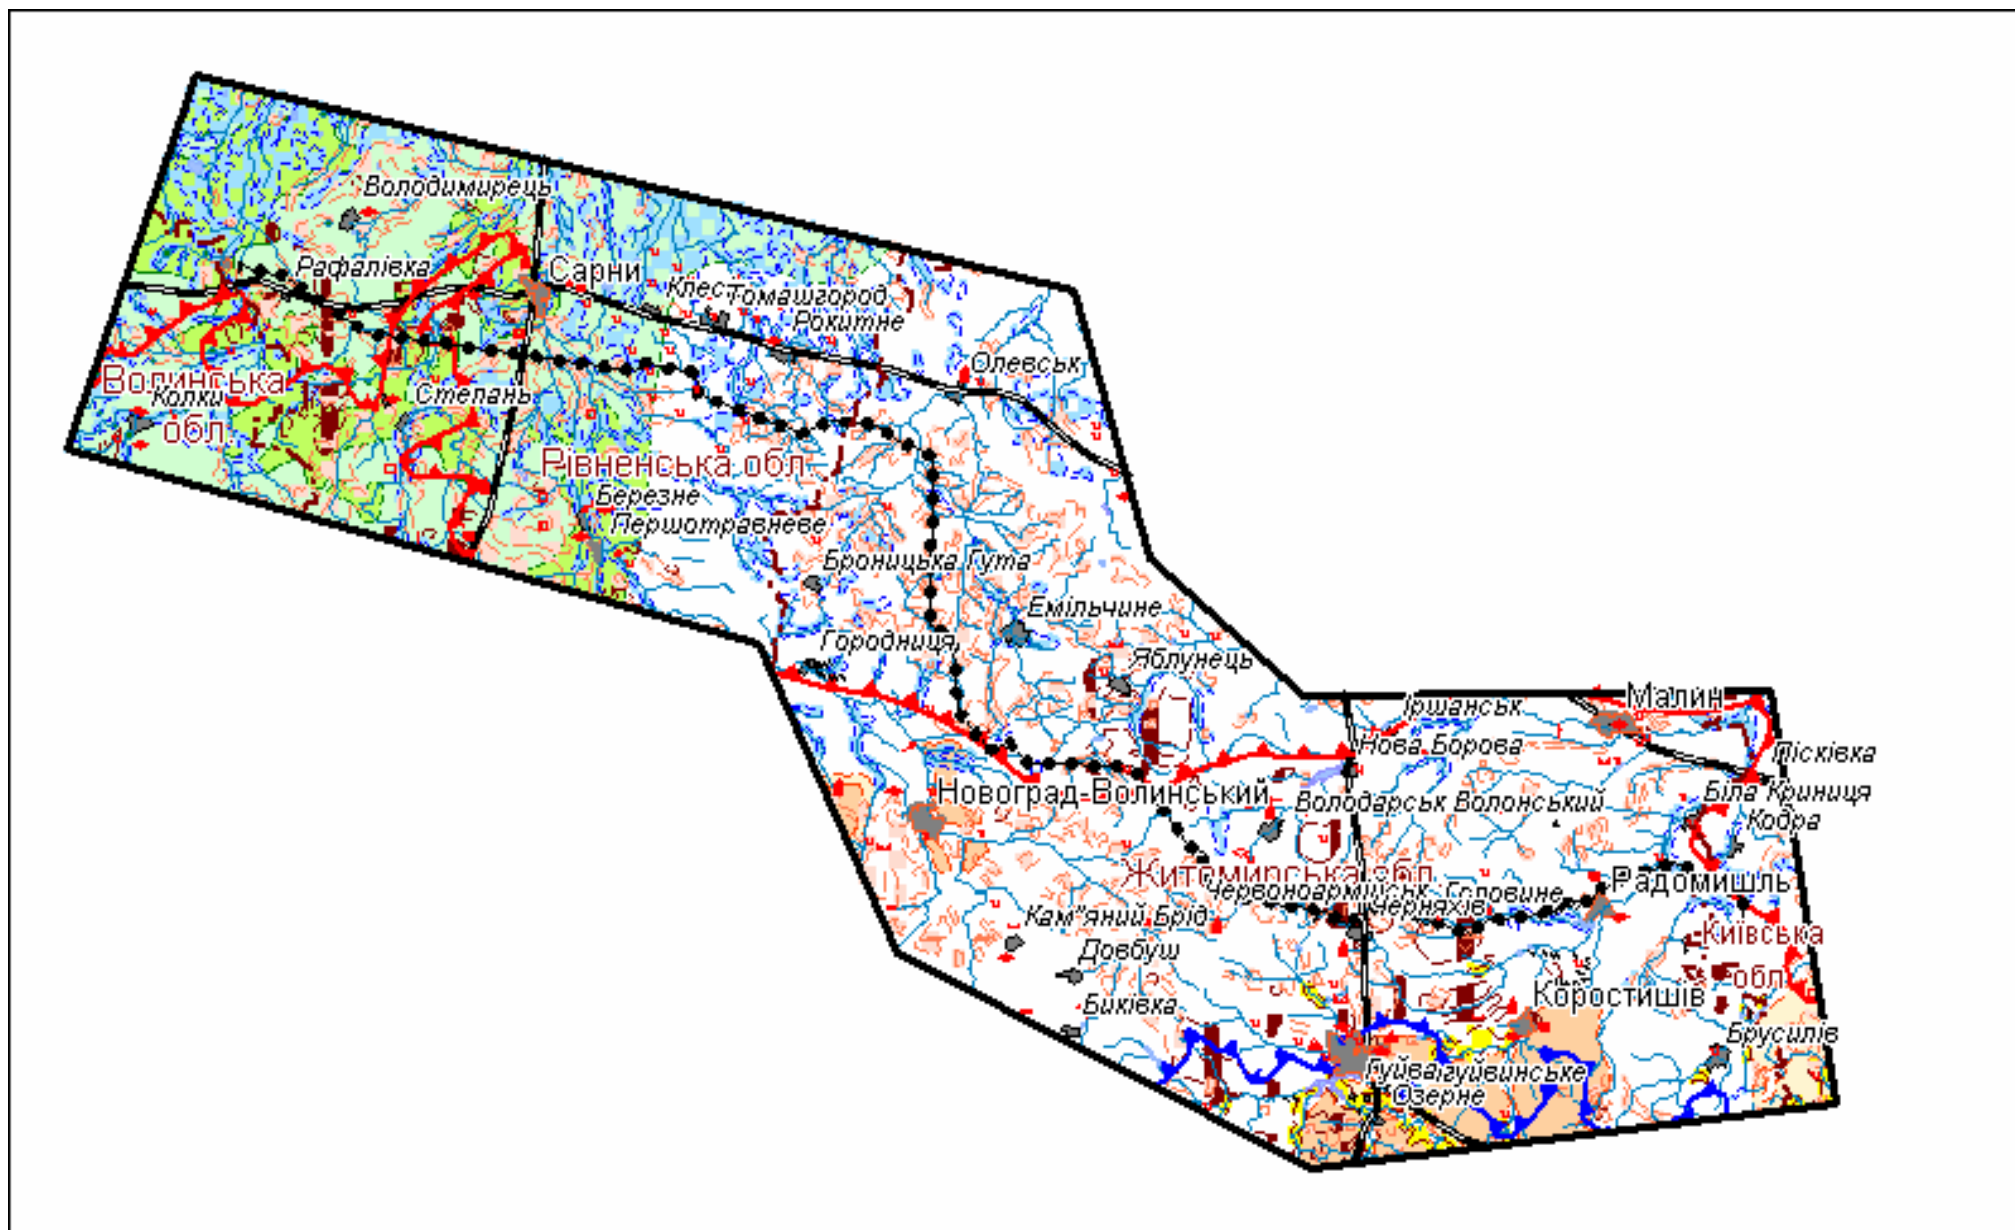 Володимирець
Рафалівка
Сарни
Клес
Томашгород
Рокитне
Олевськ
Волинська
обл.
Колки
Степань
Рівненська обл.
Березне
Першотравневе
Броницька Гута
Емільчине
Городниця
Яблунець
Іршанськ
Малин
Нова Борова
Пісківка
Новоград-Волинський
Володарськ Волонський
Біла Криниця
Кодра
Житомирська обл.
Червоноармійськ
Головине
Черняхів
Радомишль
Кам"яний Брід
Довбуш
Биківка
Київська
обл.
Коростишів
Брусилів
Гуйва
Озерне